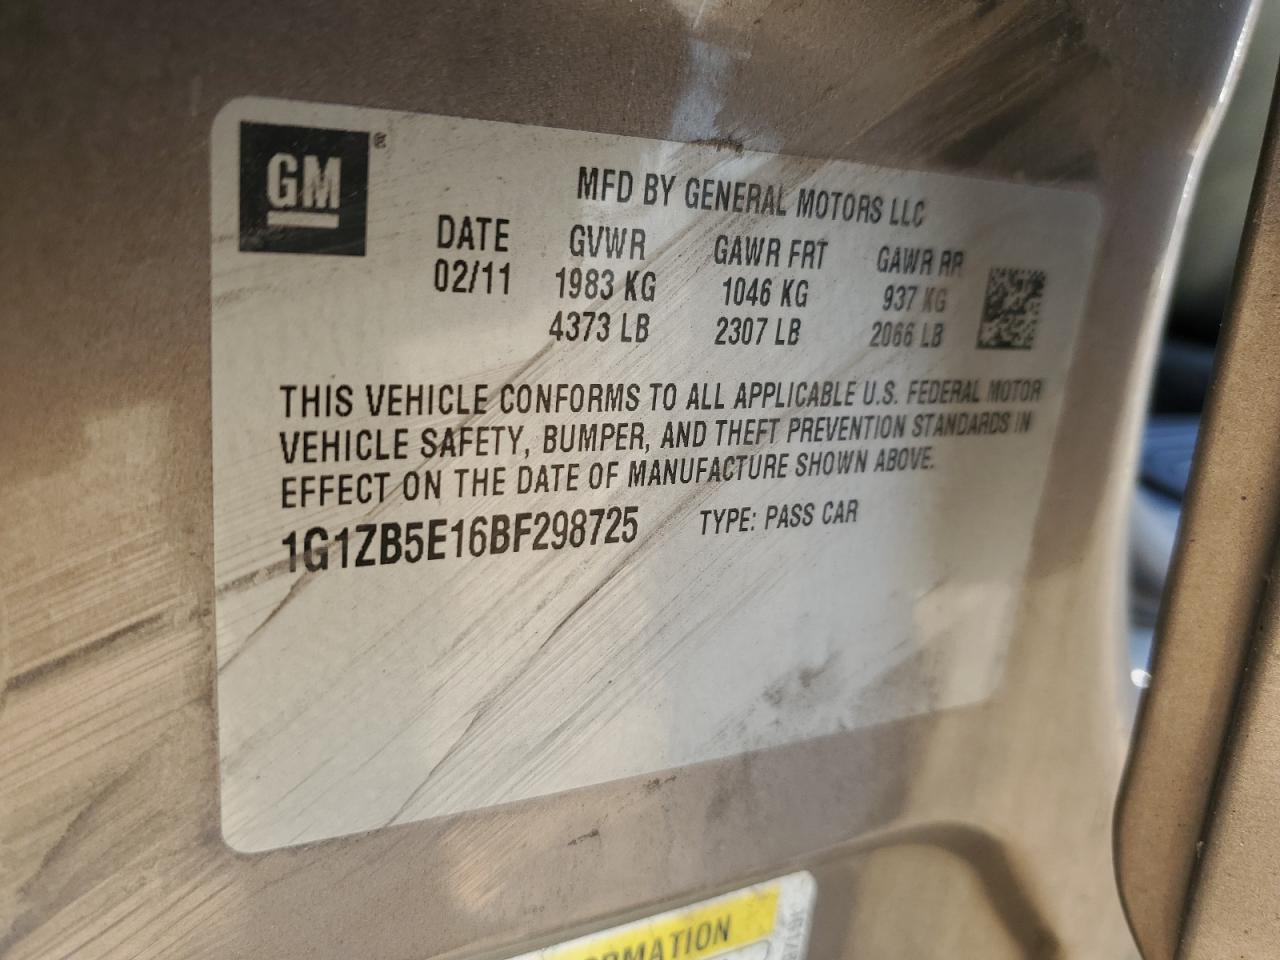 GM
®
MFD BY GENERAL MOTORS LLC
DATE GVWR GAWR FRT GAWR RR
02/11 1983 KG 1046 KG 937 KG
4373 LB 2307 LB 2066 LB
THIS VEHICLE CONFORMS TO ALL APPLICABLE U.S. FEDERAL MOTOR
VEHICLE SAFETY, BUMPER, AND THEFT PREVENTION STANDARDS IN
EFFECT ON THE DATE OF MANUFACTURE SHOWN ABOVE.
1G1ZB5E16BF298725 TYPE: PASS CAR